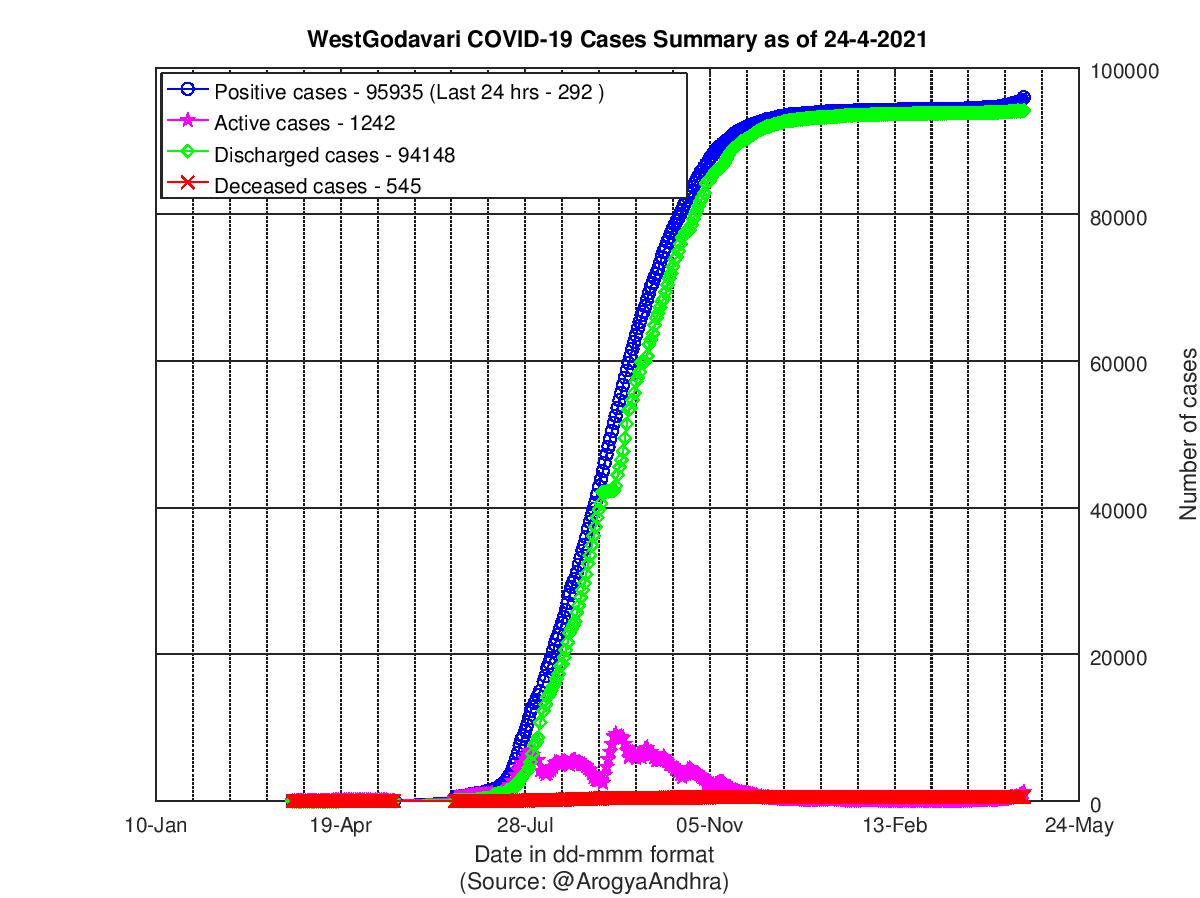 WestGodavari COVID-19 Cases Summary as of 24-4-2021
Positive cases - 95935 (Last 24 hrs - 292 )
Active cases - 1242
Discharged cases - 94148
Deceased cases - 545
100000
80000
60000
40000
20000
0
Number of cases
10-Jan 19-Apr 28-Jul 05-Nov 13-Feb 24-May
Date in dd-mmm format
(Source: @ArogyaAndhra)